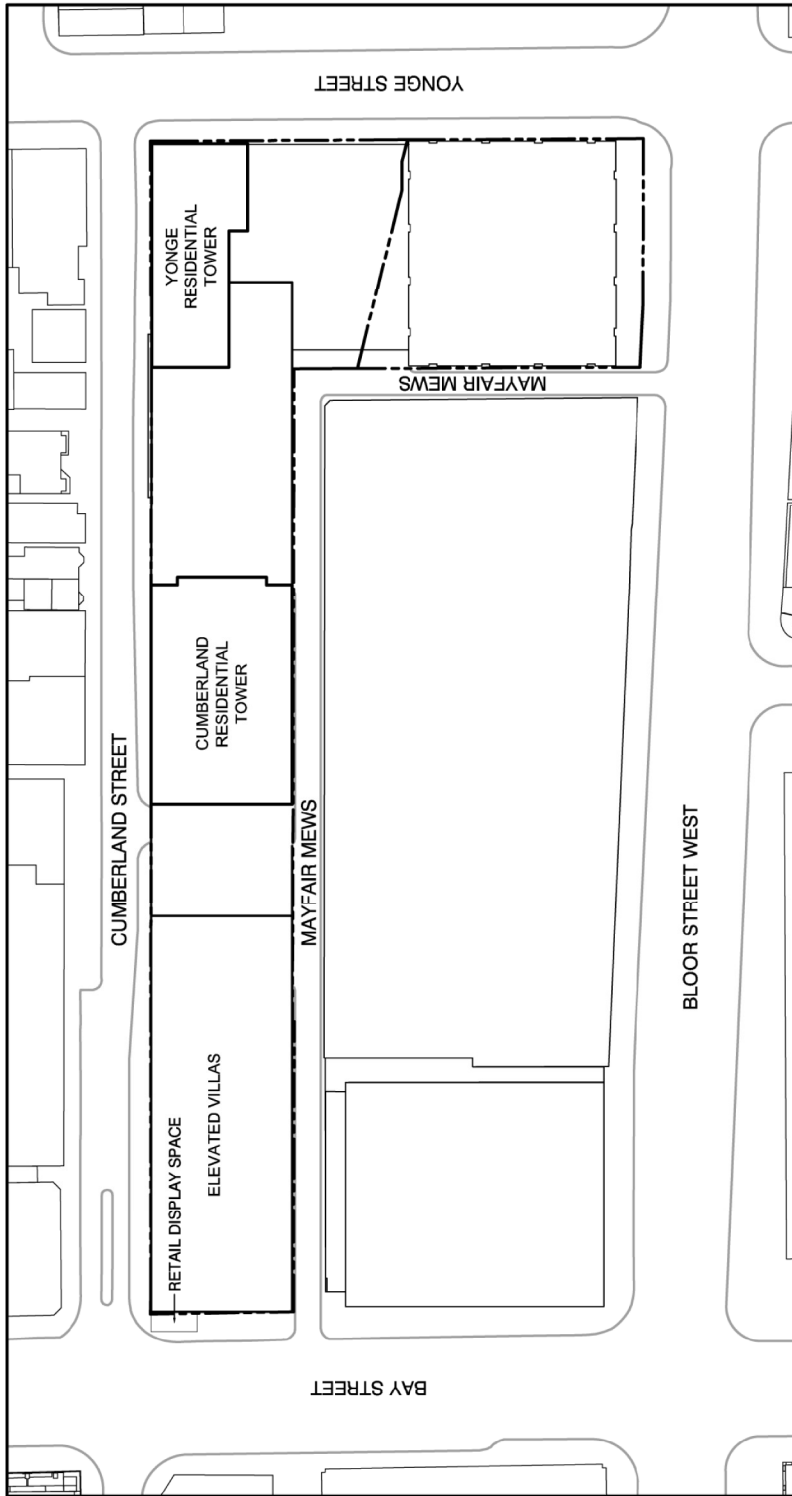 YONGE STREET
YONGE
RESIDENTIAL
TOWER
MAYFAIR MEWS
CUMBERLAND
RESIDENTIAL
TOWER
CUMBERLAND STREET
MAYFAIR MEWS
BLOOR STREET WEST
ELEVATED VILLAS
RETAIL DISPLAY SPACE
BAY STREET